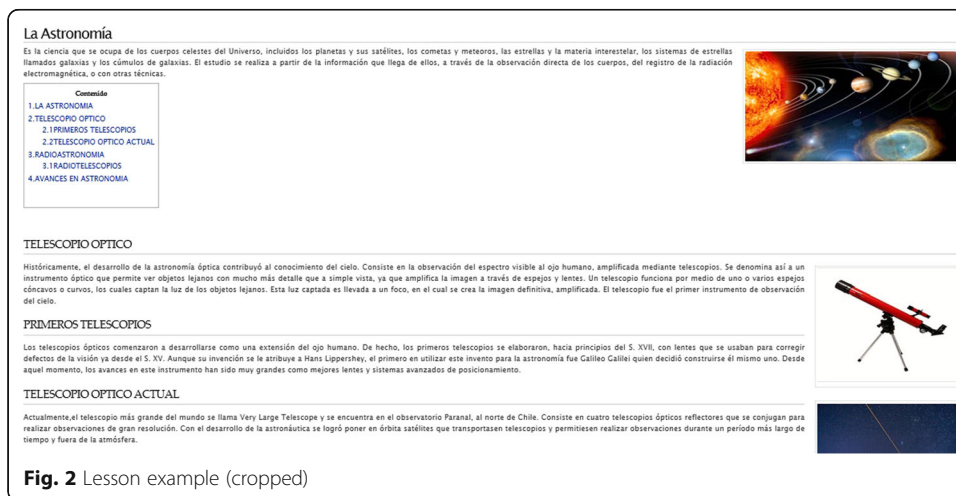 La Astronomía
Es la ciencia que se ocupa de los cuerpos celestes del Universo, incluidos los planetas y sus satélites, los cometas y meteoros, las estrellas y la materia interestelar, los sistemas de estrellas
llamados galaxias y los cúmulos de galaxias. El estudio se realiza a partir de la información que llega de ellos, a través de la observación directa de los cuerpos, del registro de la radiación
electromagnética, o con otras técnicas.
Contenido
1.LA ASTRONOMIA
2.TELESCOPIO OPTICO
2.1PRIMEROS TELESCOPIOS
2.2TELESCOPIO OPTICO ACTUAL
3.RADIOASTRONOMIA
3.1RADIOTELESCOPIOS
4.AVANCES EN ASTRONOMIA
TELESCOPIO OPTICO
Históricamente, el desarrollo de la astronomía óptica contribuyó al conocimiento del cielo. Consiste en la observación del espectro visible al ojo humano, amplificada mediante telescopios. Se denomina así a un
instrumento óptico que permite ver objetos lejanos con mucho más detalle que a simple vista, ya que amplifica la imagen a través de espejos y lentes. Un telescopio funciona por medio de uno o varios espejos
cóncavos o curvos, los cuales captan la luz de los objetos lejanos. Esta luz captada es llevada a un foco, en el cual se crea la imagen definitiva, amplificada. El telescopio fue el primer instrumento de observación
del cielo.
PRIMEROS TELESCOPIOS
Los telescopios ópticos comenzaron a desarrollarse como una extensión del ojo humano. De hecho, los primeros telescopios se elaboraron, hacia principios del S. XVII, con lentes que se usaban para corregir
defectos de la visión ya desde el S. XV. Aunque su invención se le atribuye a Hans Lippershey, el primero en utilizar este invento para la astronomía fue Galileo Galilei quien decidió construirse él mismo uno. Desde
aquel momento, los avances en este instrumento han sido muy grandes como mejores lentes y sistemas avanzados de posicionamiento.
TELESCOPIO OPTICO ACTUAL
Actualmente,el telescopio más grande del mundo se llama Very Large Telescope y se encuentra en el observatorio Paranal, al norte de Chile. Consiste en cuatro telescopios ópticos reflectores que se conjugan para
realizar observaciones de gran resolución. Con el desarrollo de la astronáutica se logró poner en órbita satélites que transportasen telescopios y permitiesen realizar observaciones durante un período más largo de
tiempo y fuera de la atmósfera.
Fig. 2 Lesson example (cropped)